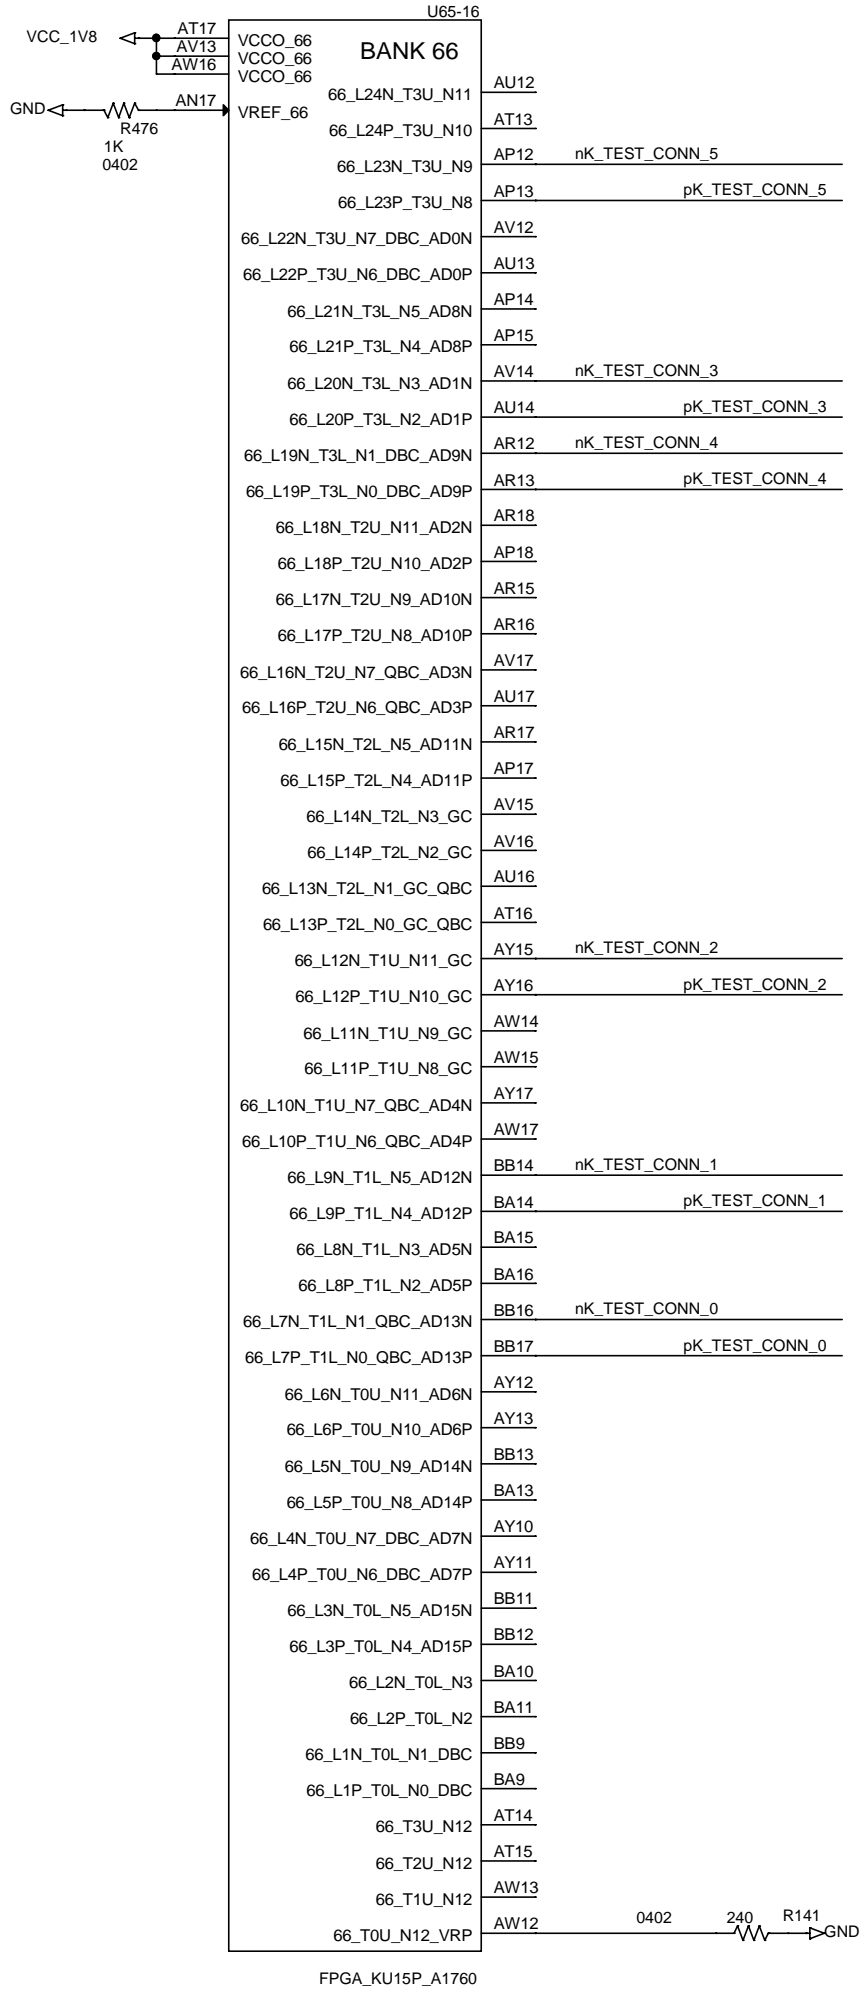 U65-16
VCC_1V8
AT17
VCCO_66
AV13
VCCO_66
AW16
VCCO_66
BANK 66
GND
R476
1K
0402
AN17
VREF_66
66_L24N_T3U_N11 AU12
66_L24P_T3U_N10 AT13
66_L23N_T3U_N9 AP12 nK_TEST_CONN_5
66_L23P_T3U_N8 AP13 pK_TEST_CONN_5
66_L22N_T3U_N7_DBC_AD0N AV12
66_L22P_T3U_N6_DBC_AD0P AU13
66_L21N_T3L_N5_AD8N AP14
66_L21P_T3L_N4_AD8P AP15
66_L20N_T3L_N3_AD1N AV14 nK_TEST_CONN_3
66_L20P_T3L_N2_AD1P AU14 pK_TEST_CONN_3
66_L19N_T3L_N1_DBC_AD9N AR12 nK_TEST_CONN_4
66_L19P_T3L_N0_DBC_AD9P AR13 pK_TEST_CONN_4
66_L18N_T2U_N11_AD2N AR18
66_L18P_T2U_N10_AD2P AP18
66_L17N_T2U_N9_AD10N AR15
66_L17P_T2U_N8_AD10P AR16
66_L16N_T2U_N7_QBC_AD3N AV17
66_L16P_T2U_N6_QBC_AD3P AU17
66_L15N_T2L_N5_AD11N AR17
66_L15P_T2L_N4_AD11P AP17
66_L14N_T2L_N3_GC AV15
66_L14P_T2L_N2_GC AV16
66_L13N_T2L_N1_GC_QBC AU16
66_L13P_T2L_N0_GC_QBC AT16
66_L12N_T1U_N11_GC AY15 nK_TEST_CONN_2
66_L12P_T1U_N10_GC AY16 pK_TEST_CONN_2
66_L11N_T1U_N9_GC AW14
66_L11P_T1U_N8_GC AW15
66_L10N_T1U_N7_QBC_AD4N AY17
66_L10P_T1U_N6_QBC_AD4P AW17
66_L9N_T1L_N5_AD12N BB14 nK_TEST_CONN_1
66_L9P_T1L_N4_AD12P BA14 pK_TEST_CONN_1
66_L8N_T1L_N3_AD5N BA15
66_L8P_T1L_N2_AD5P BA16
66_L7N_T1L_N1_QBC_AD13N BB16 nK_TEST_CONN_0
66_L7P_T1L_N0_QBC_AD13P BB17 pK_TEST_CONN_0
66_L6N_T0U_N11_AD6N AY12
66_L6P_T0U_N10_AD6P AY13
66_L5N_T0U_N9_AD14N BB13
66_L5P_T0U_N8_AD14P BA13
66_L4N_T0U_N7_DBC_AD7N AY10
66_L4P_T0U_N6_DBC_AD7P AY11
66_L3N_T0L_N5_AD15N BB11
66_L3P_T0L_N4_AD15P BB12
66_L2N_T0L_N3 BA10
66_L2P_T0L_N2 BA11
66_L1N_T0L_N1_DBC BB9
66_L1P_T0L_N0_DBC BA9
66_T3U_N12 AT14
66_T2U_N12 AT15
66_T1U_N12 AW13
66_T0U_N12_VRP AW12 0402 240 R141 GND
FPGA_KU15P_A1760